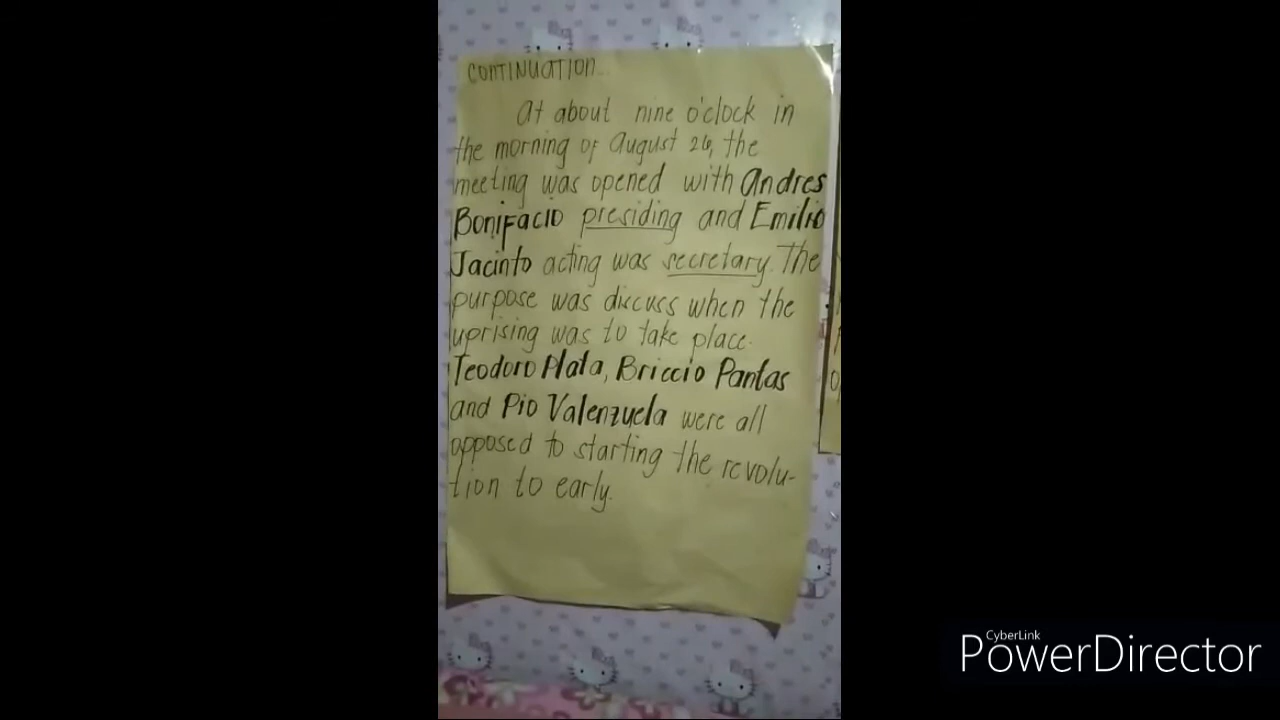 CONTINUATION...
At about nine o'clock in
the morning of August 26, the
meeting was opened with Andres
Bonifacio presiding and Emilio
Jacinto acting was secretary. The
purpose was discuss when the
uprising was to take place.
Teodoro Plata, Briccio Pantas
and Pio Valenzuela were all
opposed to starting the revolu-
tion to early.
CyberLink
PowerDirector